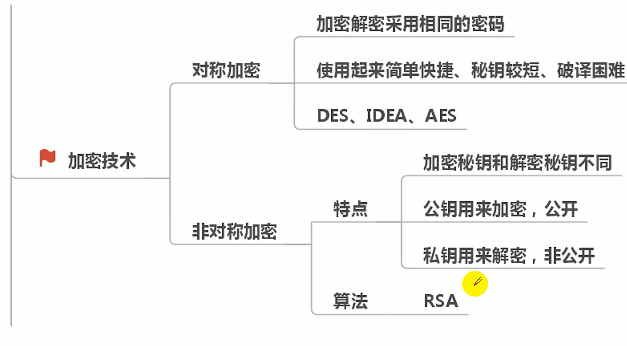 加密技术
对称加密
加密解密采用相同的密码
使用起来简单快捷、秘钥较短、破译困难
DES、IDEA、AES
非对称加密
特点
加密秘钥和解密秘钥不同
公钥用来加密，公开
私钥用来解密，非公开
算法
RSA